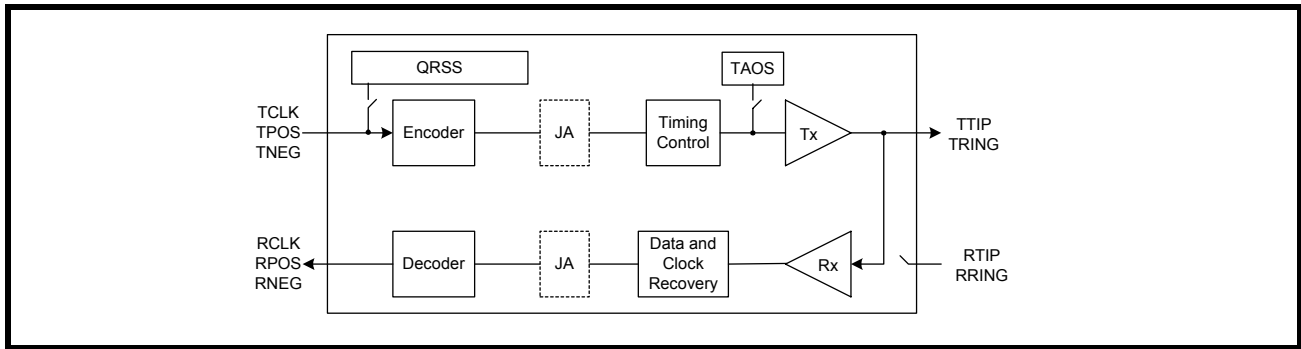 QRSS
TAOS
TCLK
TPOS
TNEG
Encoder
JA
Timing
Control
Tx
TTIP
TRING
RCLK
RPOS
RNEG
Decoder
JA
Data and
Clock
Recovery
Rx
RTIP
RRING